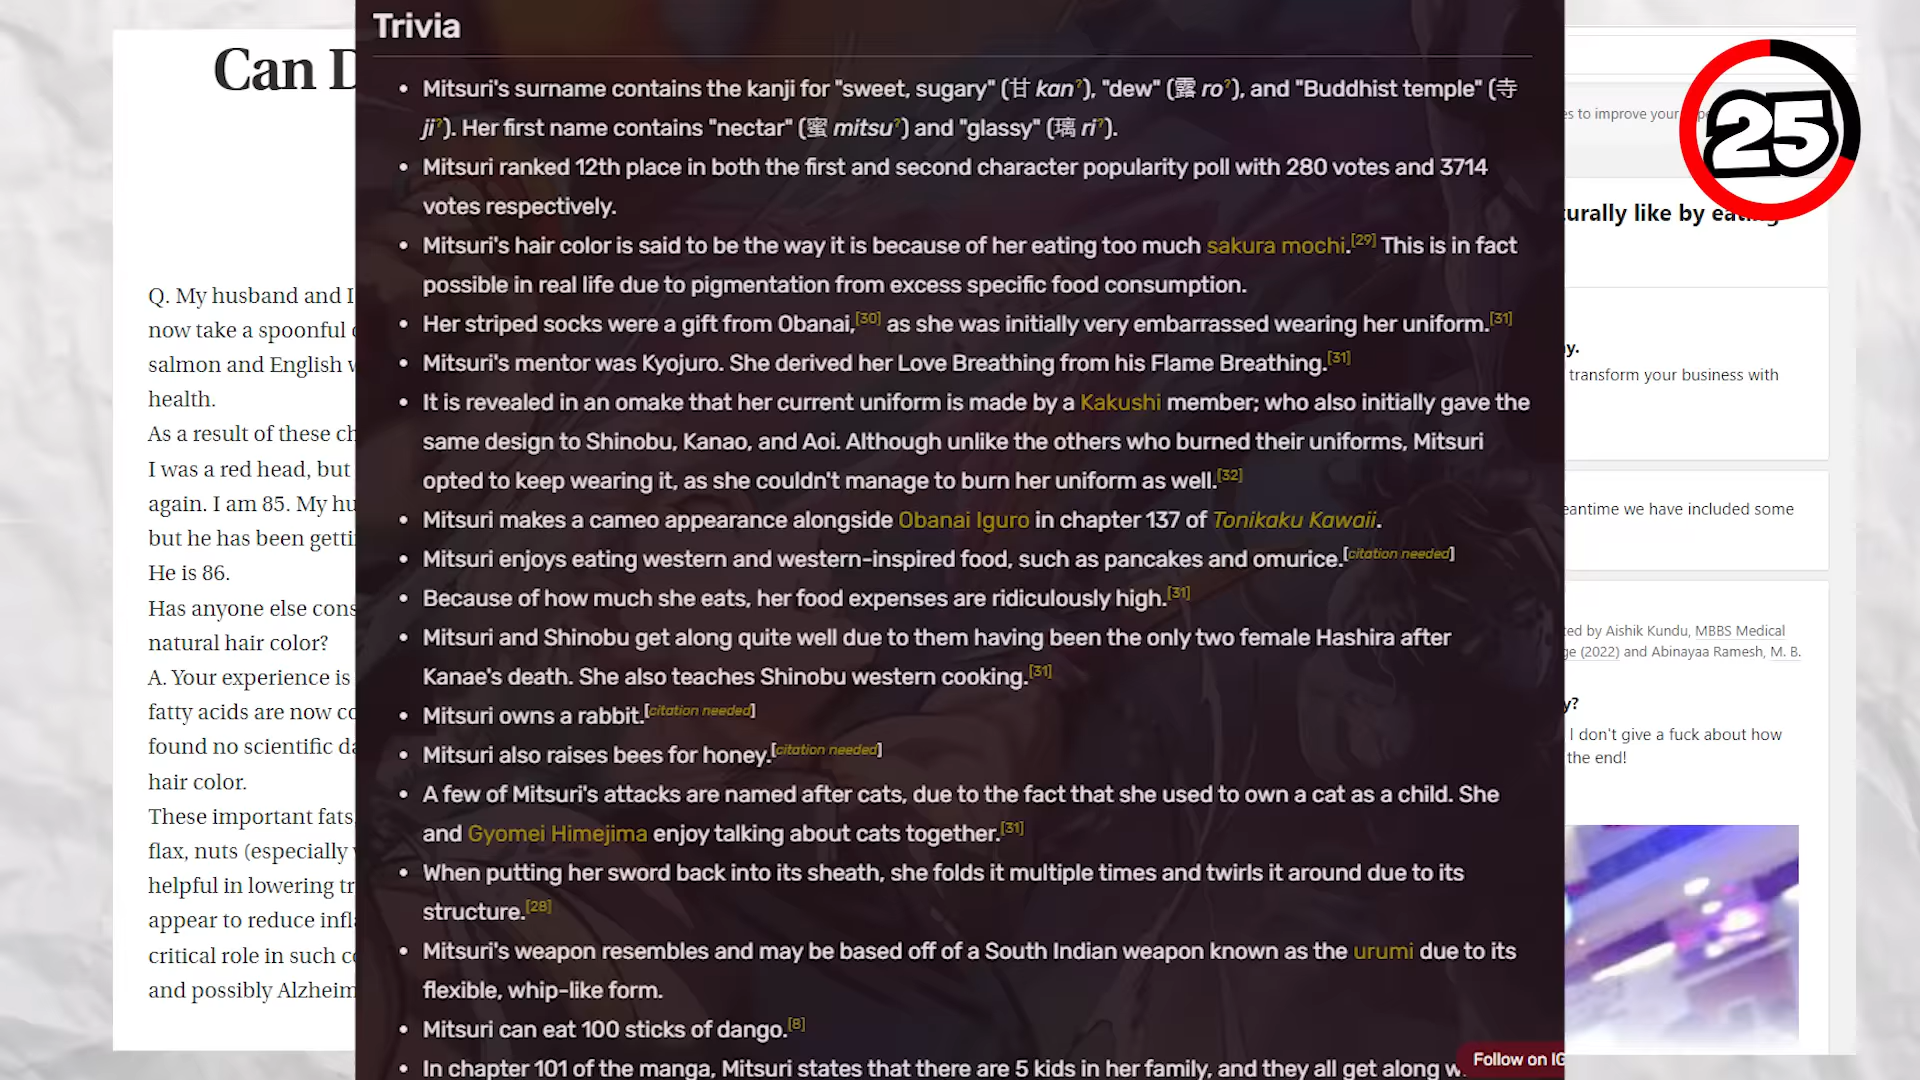 Can
Q. My husband and I
now take a spoonful
salmon and English
health.
As a result of these
I was a red head, but
again. I am 85. My
but he has been
He is 86.
Has anyone else
natural hair color?
A. Your experience is
fatty acids are now
found no scientific
hair color.
These important fats
flax, nuts (especially
helpful in lowering
appear to reduce
critical role in such
and possibly
Trivia
• Mitsuri's surname contains the kanji for "sweet, sugary" (甘 kan?), "dew" (露 ro?), and "Buddhist temple" (寺
ji?). Her first name contains "nectar" (蜜 mitsu?) and "glassy" (璃 ri?).
• Mitsuri ranked 12th place in both the first and second character popularity poll with 280 votes and 3714
votes respectively.
• Mitsuri's hair color is said to be the way it is because of her eating too much sakura mochi.[29] This is in fact
possible in real life due to pigmentation from excess specific food consumption.
• Her striped socks were a gift from Obanai,[30] as she was initially very embarrassed wearing her uniform.[31]
• Mitsuri's mentor was Kyojuro. She derived her Love Breathing from his Flame Breathing.[31]
• It is revealed in an omake that her current uniform is made by a Kakushi member; who also initially gave the
same design to Shinobu, Kanao, and Aoi. Although unlike the others who burned their uniforms, Mitsuri
opted to keep wearing it, as she couldn't manage to burn her uniform as well.[32]
• Mitsuri makes a cameo appearance alongside Obanai Iguro in chapter 137 of Tonikaku Kawaii.
• Mitsuri enjoys eating western and western-inspired food, such as pancakes and omurice.[citation needed]
• Because of how much she eats, her food expenses are ridiculously high.[31]
• Mitsuri and Shinobu get along quite well due to them having been the only two female Hashira after
Kanae's death. She also teaches Shinobu western cooking.[31]
• Mitsuri owns a rabbit.[citation needed]
• Mitsuri also raises bees for honey.[citation needed]
• A few of Mitsuri's attacks are named after cats, due to the fact that she used to own a cat as a child. She
and Gyomei Himejima enjoy talking about cats together.[31]
• When putting her sword back into its sheath, she folds it multiple times and twirls it around due to its
structure.[28]
• Mitsuri's weapon resembles and may be based off of a South Indian weapon known as the urumi due to its
flexible, whip-like form.
• Mitsuri can eat 100 sticks of dango.[8]
• In chapter 101 of the manga, Mitsuri states that there are 5 kids in her family, and they all get along
Follow on IG
25
to improve your
like by eating
transform your business with
meantime we have included some
by Aishik Kundu, MBBS Medical
(2022) and Abinayaa Ramesh, M. B.
I don't give a fuck about how
the end!